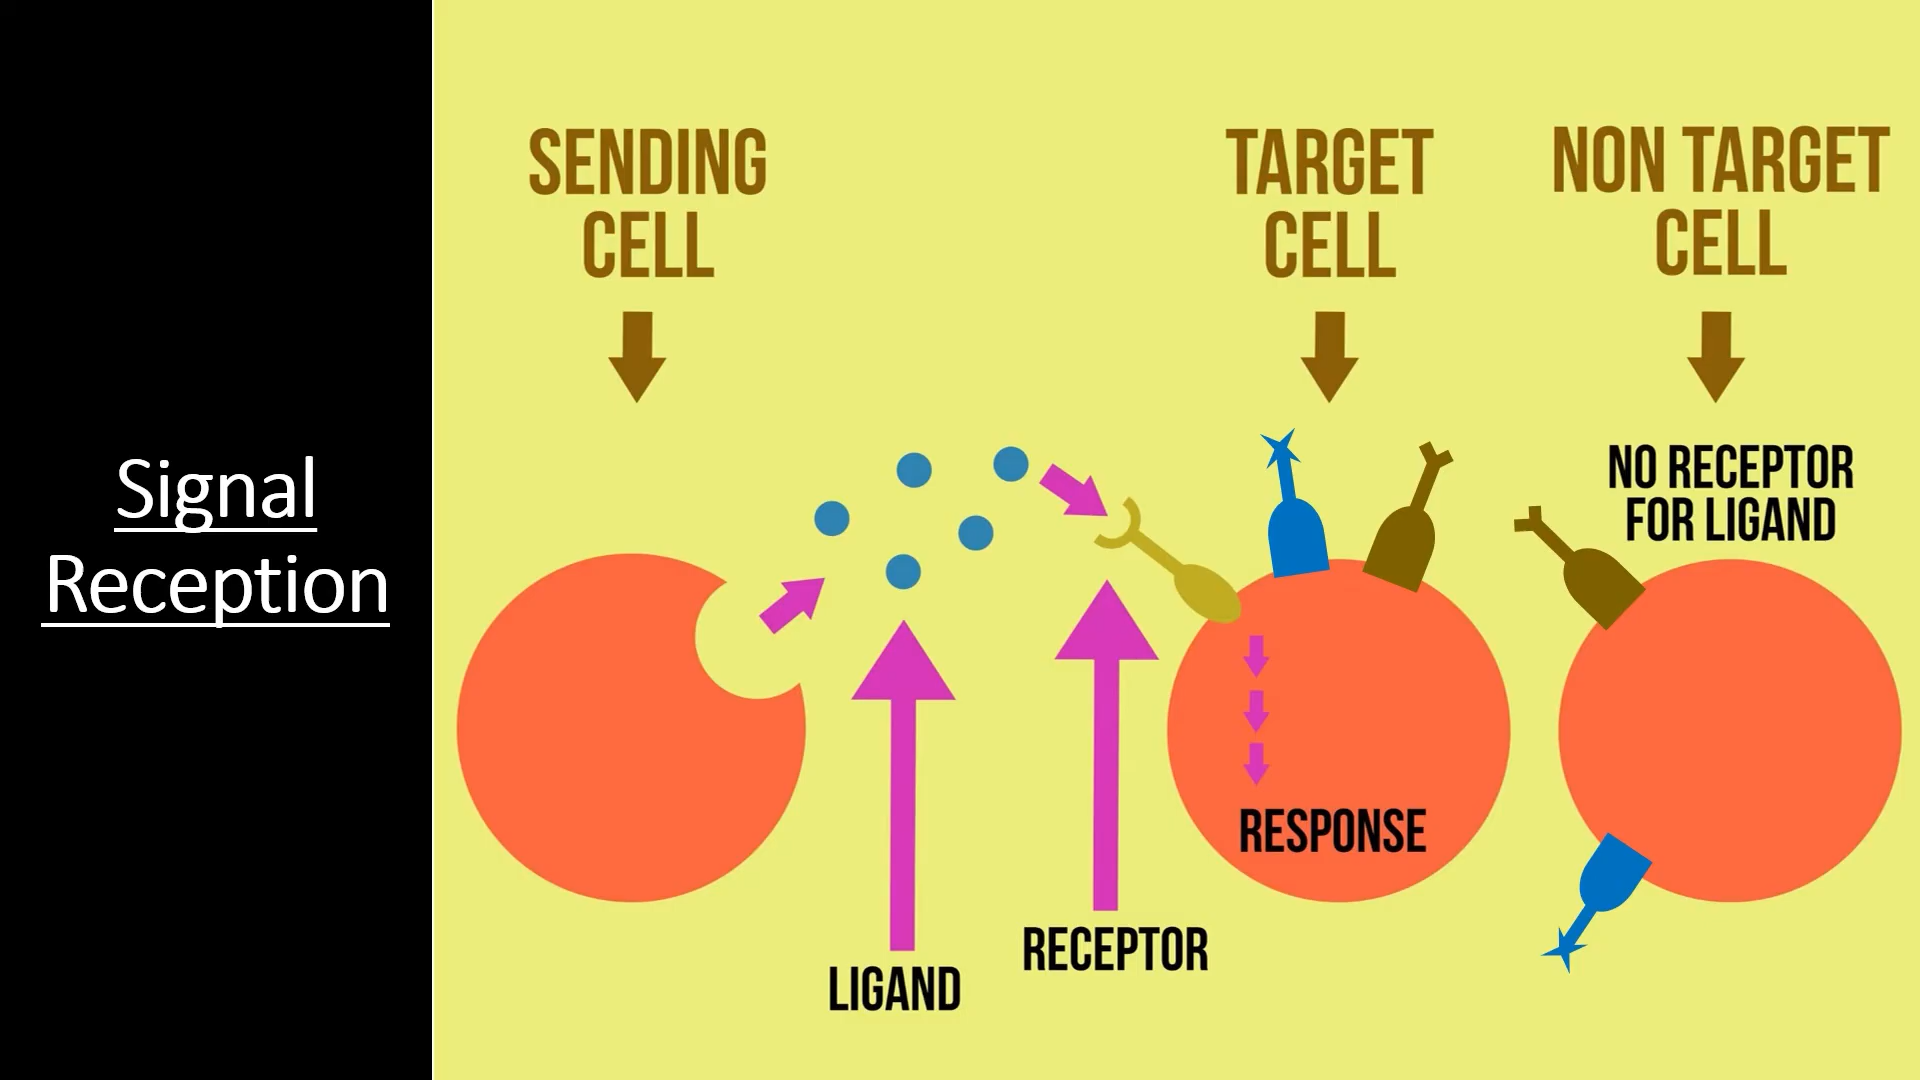 Signal
Reception
SENDING
CELL
TARGET
CELL
NON TARGET
CELL
NO RECEPTOR
FOR LIGAND
RESPONSE
RECEPTOR
LIGAND